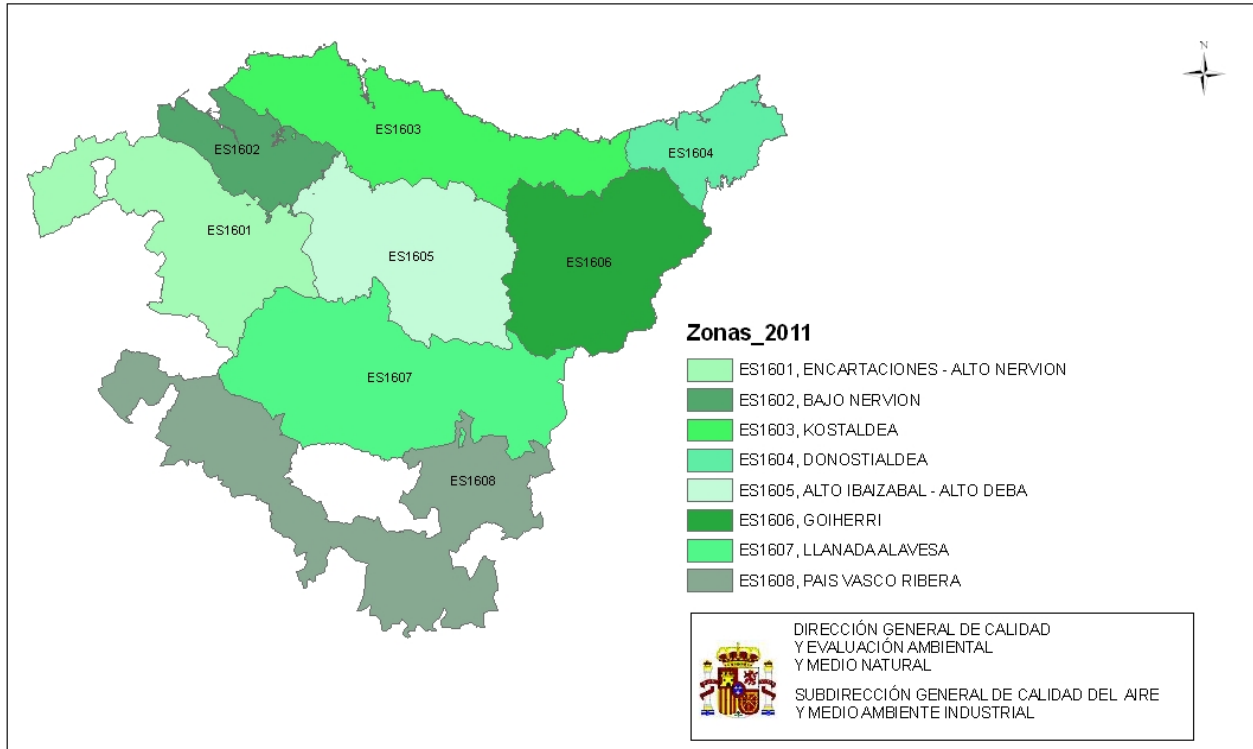 N
ES1603
ES1602
ES1604
ES1601
ES1605
ES1606
ES1607
ES1608
Zonas_2011
ES1601, ENCARTACIONES - ALTO NERVION
ES1602, BAJO NERVION
ES1603, KOSTALDEA
ES1604, DONOSTIALDEA
ES1605, ALTO IBAIZABAL - ALTO DEBA
ES1606, GOIHERRI
ES1607, LLANADA ALAVESA
ES1608, PAIS VASCO RIBERA
DIRECCIÓN GENERAL DE CALIDAD
Y EVALUACIÓN AMBIENTAL
Y MEDIO NATURAL
SUBDIRECCIÓN GENERAL DE CALIDAD DEL AIRE
Y MEDIO AMBIENTE INDUSTRIAL